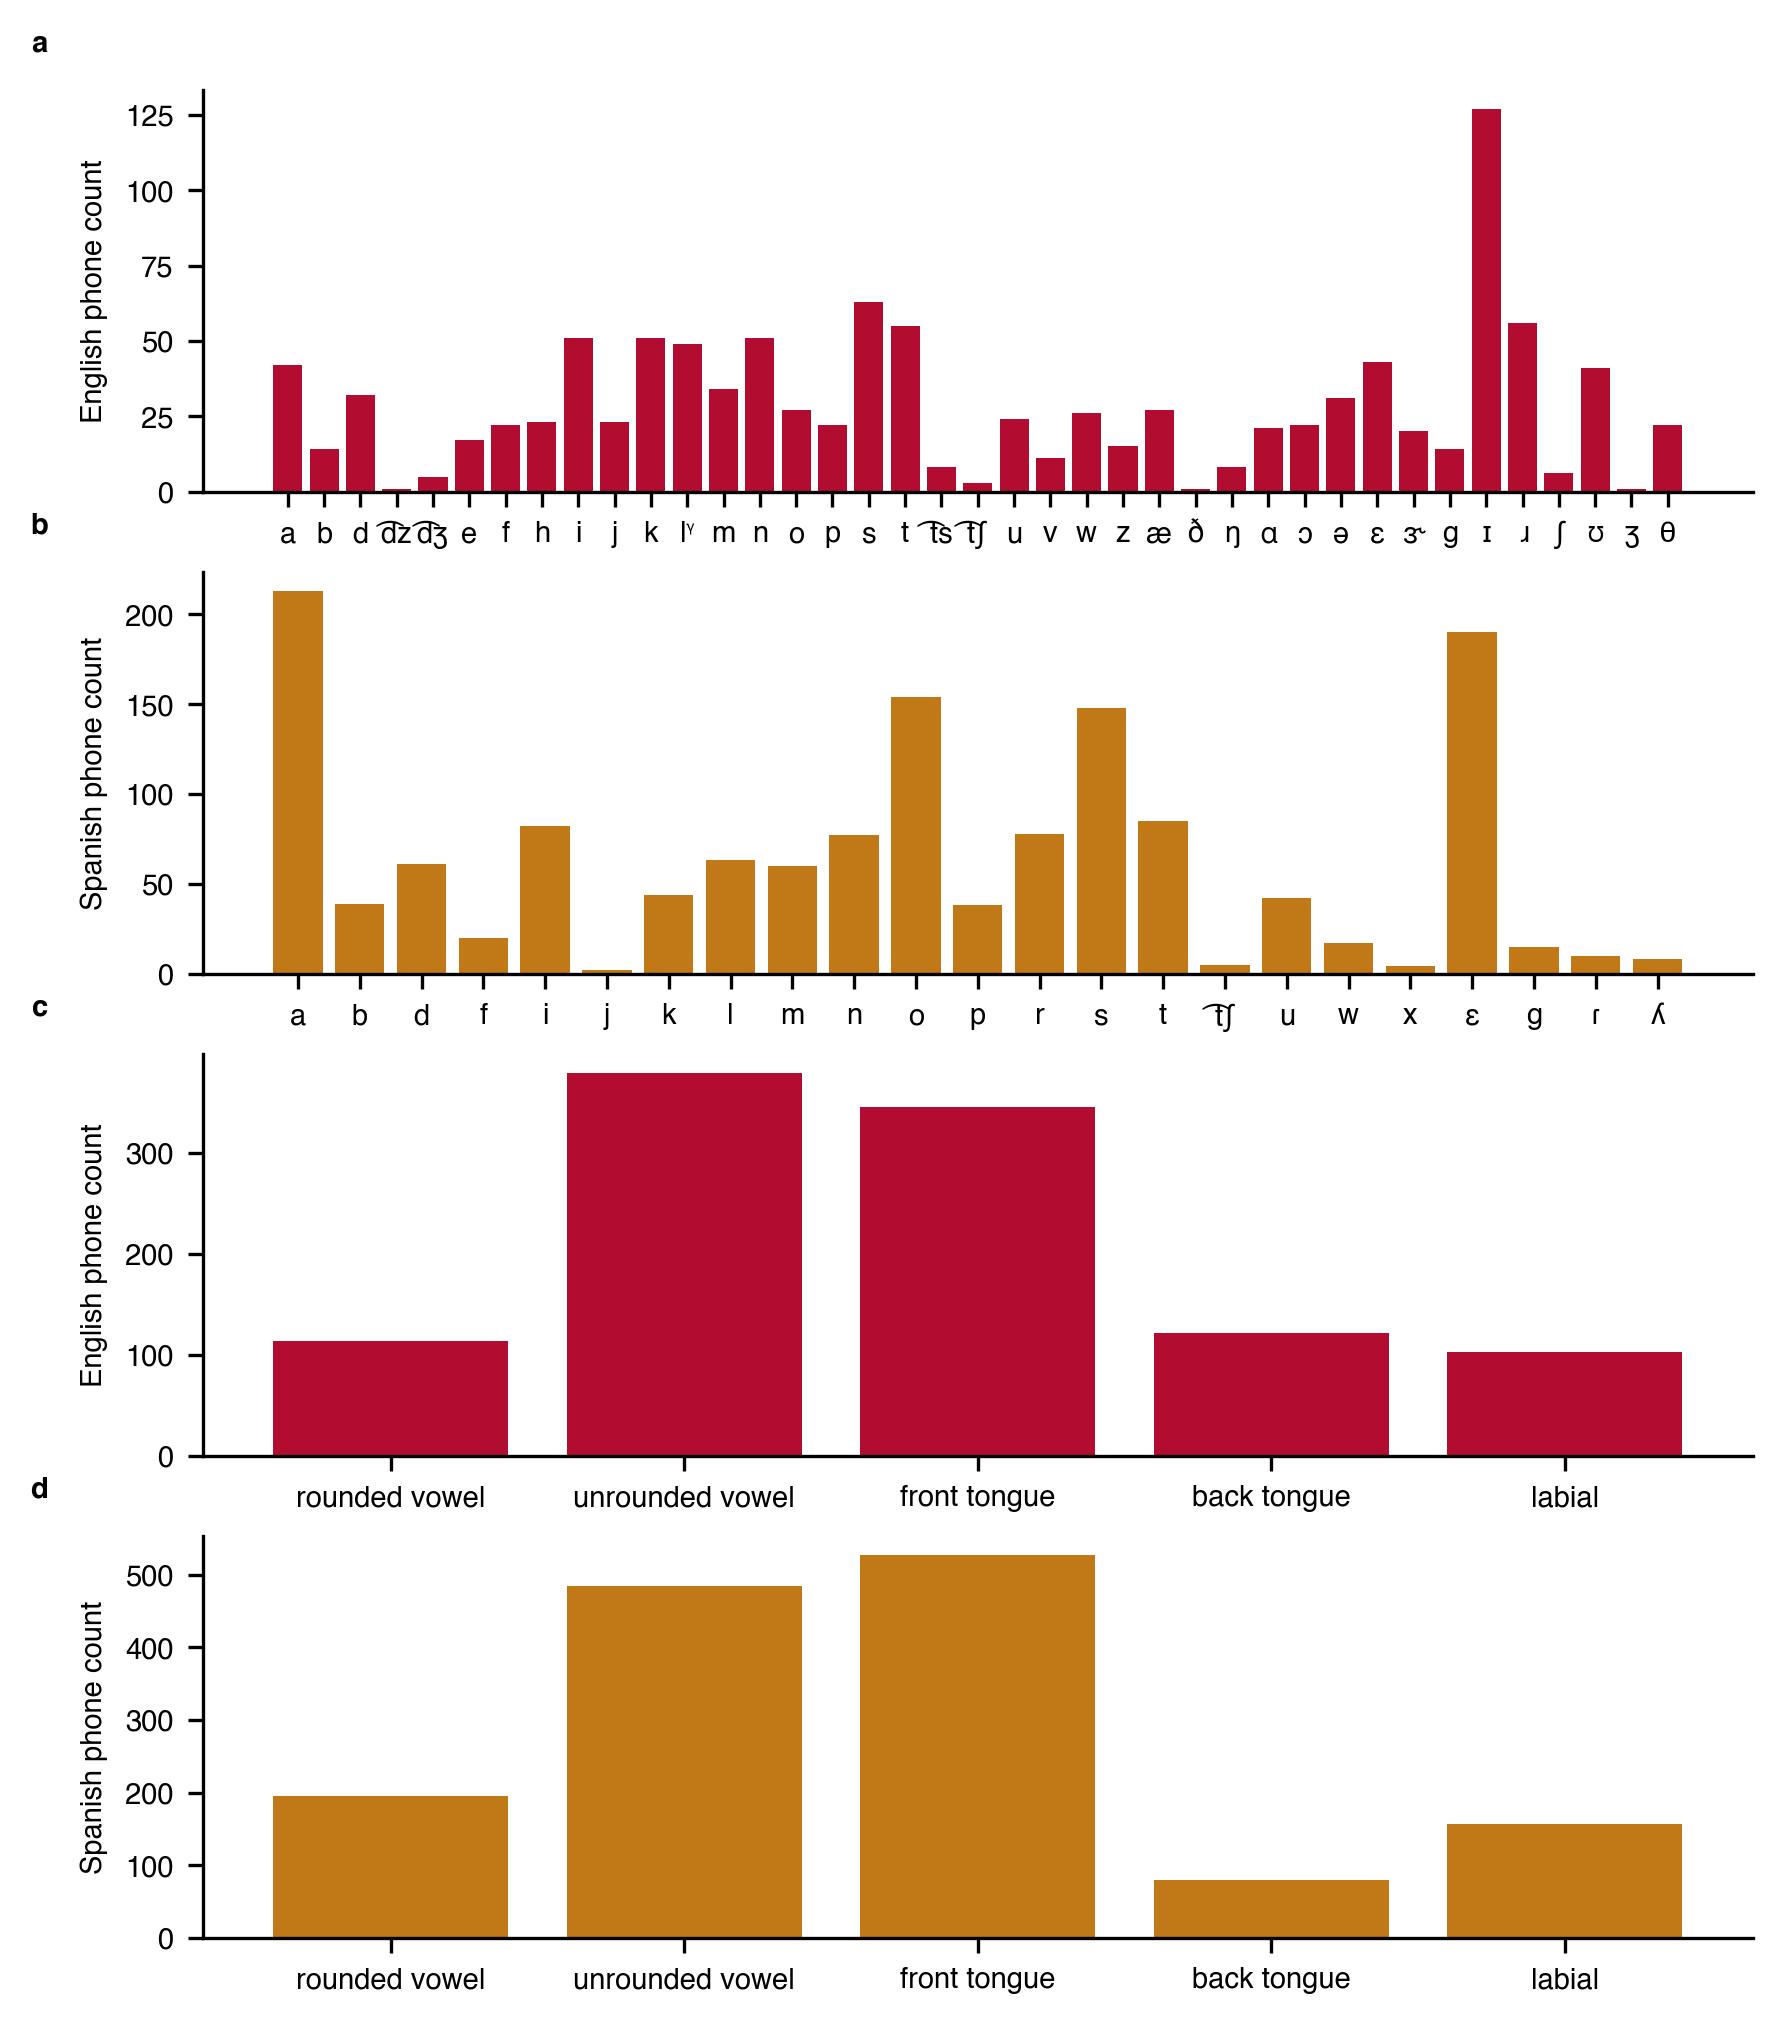 a
English phone count
125
100
75
50
25
0
a b d d͡z d͡ʒ e f h i j k lˠ m n o p s t t͡s t͡ʃ u v w z æ ð ŋ ɑ ɔ ə ɛ ɝ ɡ ɪ ɹ ʃ ʊ ʒ θ
b
Spanish phone count
200
150
100
50
0
a b d f i j k l m n o p r s t t͡ʃ u w x ɛ ɡ ɾ ʎ
c
English phone count
300
200
100
0
rounded vowel unrounded vowel front tongue back tongue labial
d
Spanish phone count
500
400
300
200
100
0
rounded vowel unrounded vowel front tongue back tongue labial